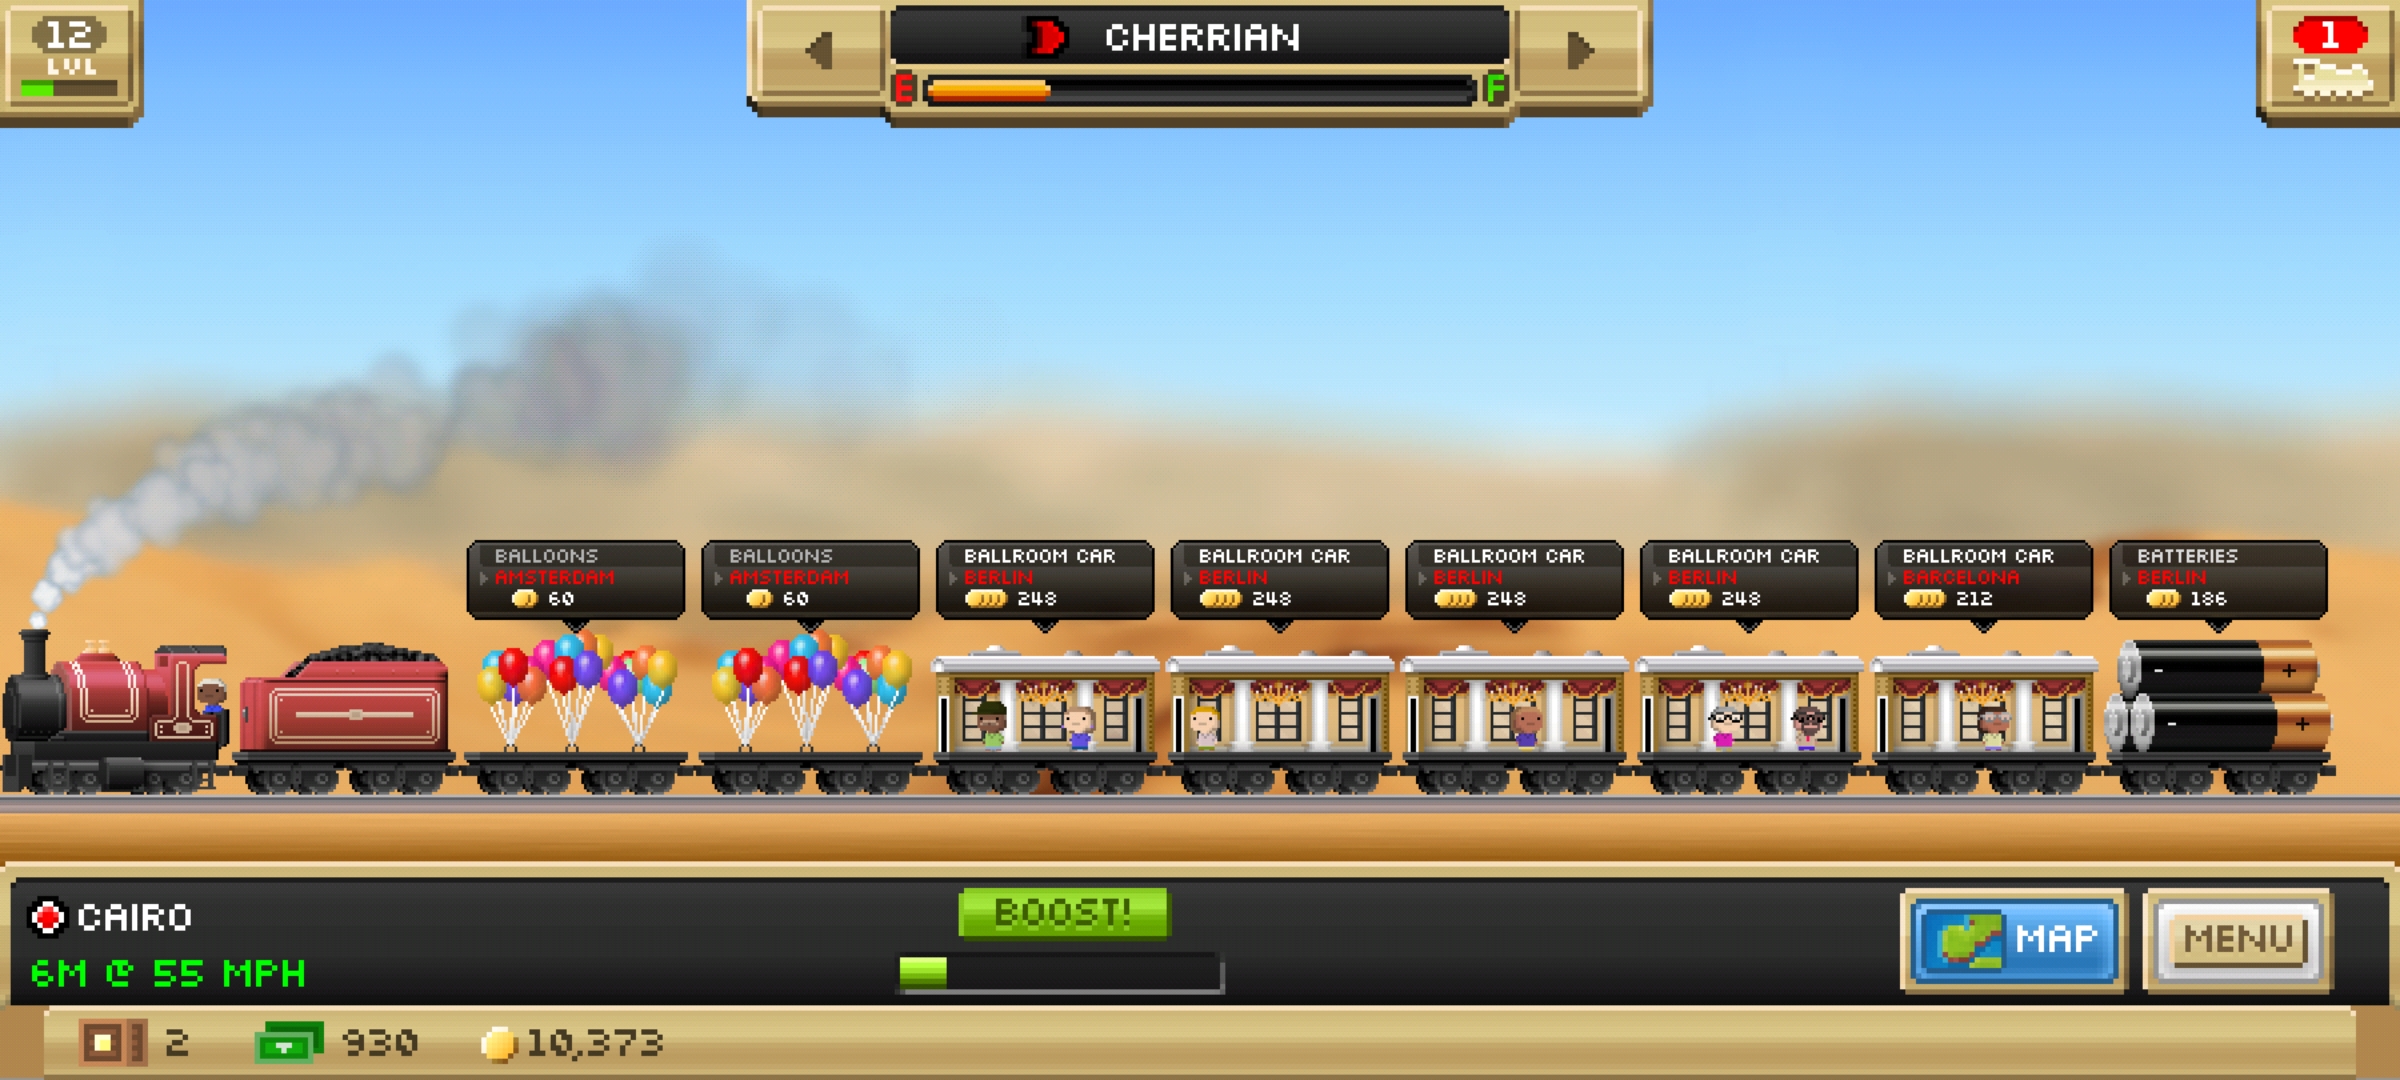 12
LVL
CHERRIAN
E F
1
BALLOONS
AMSTERDAM
60
BALLOONS
AMSTERDAM
60
BALLROOM CAR
BERLIN
248
BALLROOM CAR
BERLIN
248
BALLROOM CAR
BERLIN
248
BALLROOM CAR
BERLIN
248
BALLROOM CAR
BARCELONA
212
BATTERIES
BERLIN
186
- +
- +
CAIRO
6M @ 55 MPH
BOOST!
MAP
MENU
2
930
10,373